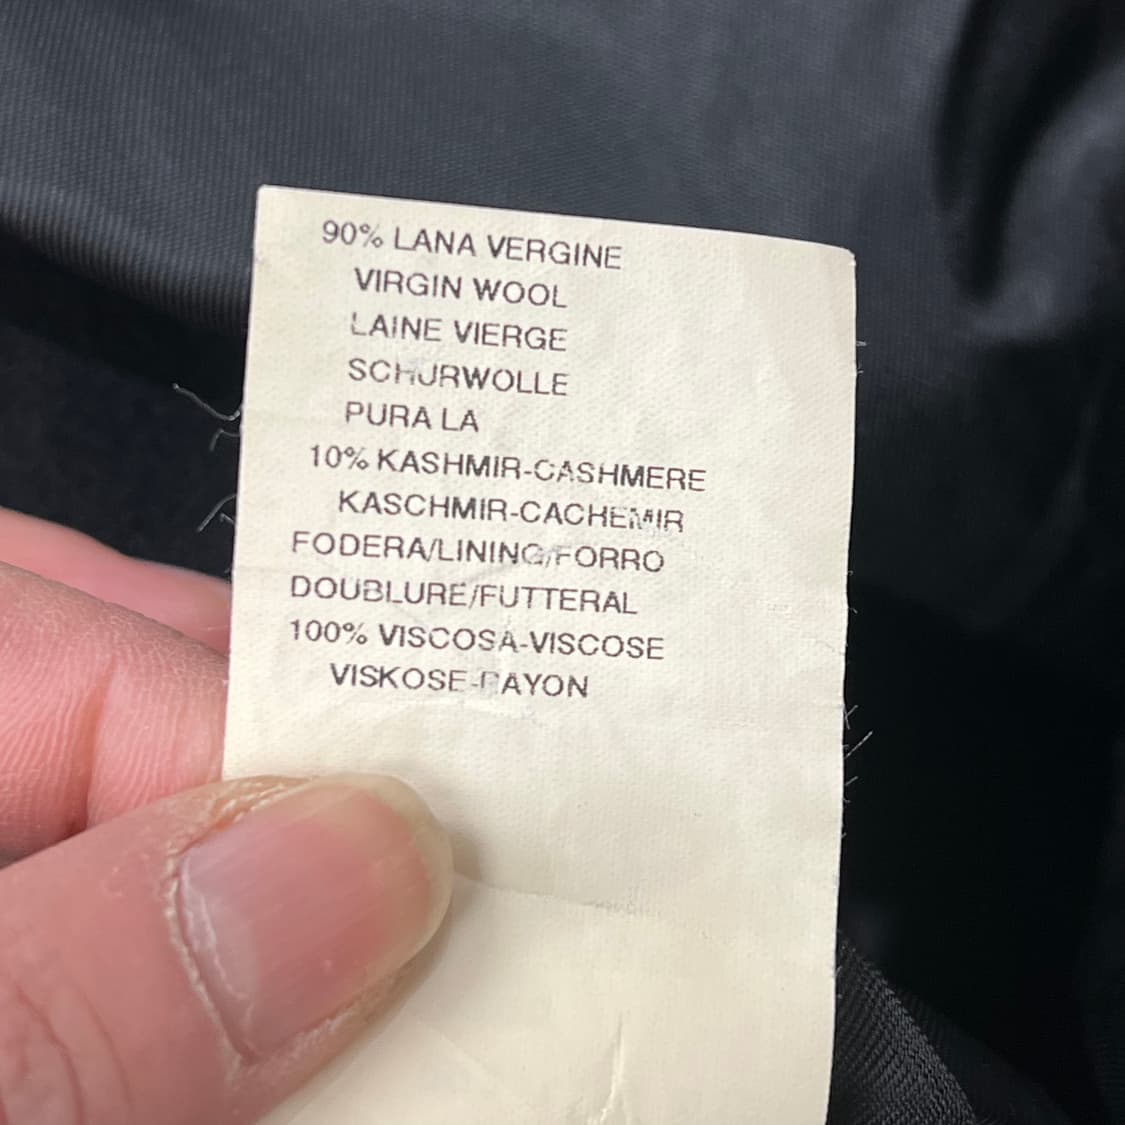 90% LANA VERGINE
VIRGIN WOOL
LAINE VIERGE
SCHURWOLLE
PURA LA
10% KASHMIR-CASHMERE
KASCHMIR-CACHEMIR
FODERA/LINING/FORRO
DOUBLURE/FUTTERAL
100% VISCOSA-VISCOSE
VISKOSE-RAYON